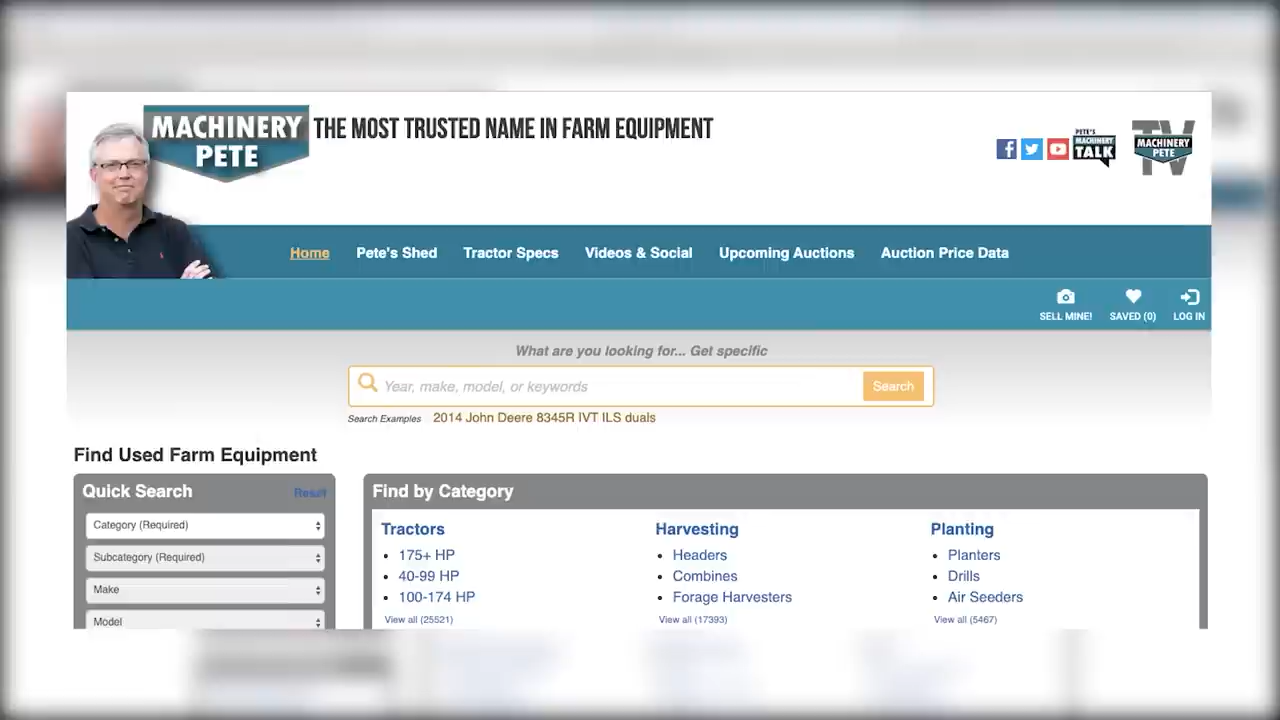 MACHINERY
PETE
THE MOST TRUSTED NAME IN FARM EQUIPMENT
PETE'S
MACHINERY
TALK
TV
MACHINERY
PETE
Home Pete's Shed Tractor Specs Videos & Social Upcoming Auctions Auction Price Data
SELL MINE! SAVED (0) LOG IN
What are you looking for... Get specific
Year, make, model, or keywords Search
Search Examples 2014 John Deere 8345R IVT ILS duals
Find Used Farm Equipment
Quick Search Reset
Category (Required)
Subcategory (Required)
Make
Model
Find by Category
Tractors
175+ HP
40-99 HP
100-174 HP
View all (25521)
Harvesting
Headers
Combines
Forage Harvesters
View all (17393)
Planting
Planters
Drills
Air Seeders
View all (5467)